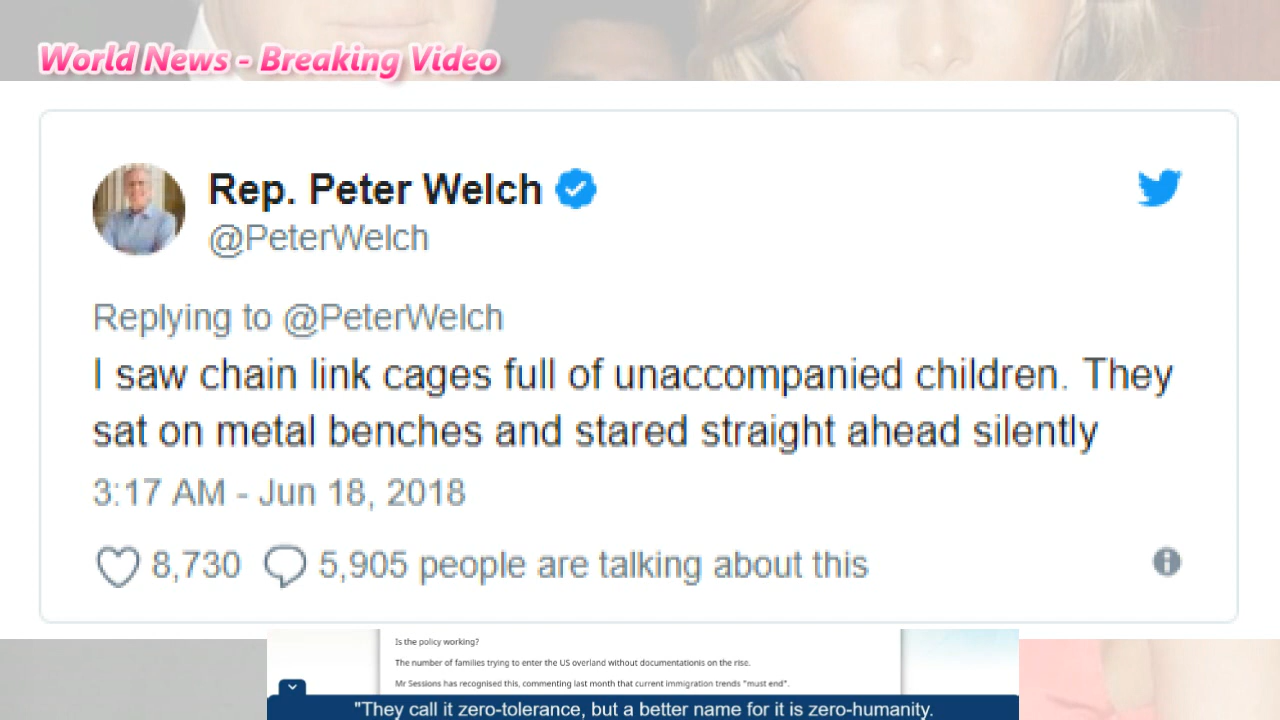 World News - Breaking Video
Rep. Peter Welch
@PeterWelch
Replying to @PeterWelch
I saw chain link cages full of unaccompanied children. They
sat on metal benches and stared straight ahead silently
3:17 AM - Jun 18, 2018
8,730 5,905 people are talking about this
Is the policy working?
The number of families trying to enter the US overland without documentationis on the rise.
Mr Sessions has recognised this, commenting last month that current immigration trends "must end".
"They call it zero-tolerance, but a better name for it is zero-humanity.